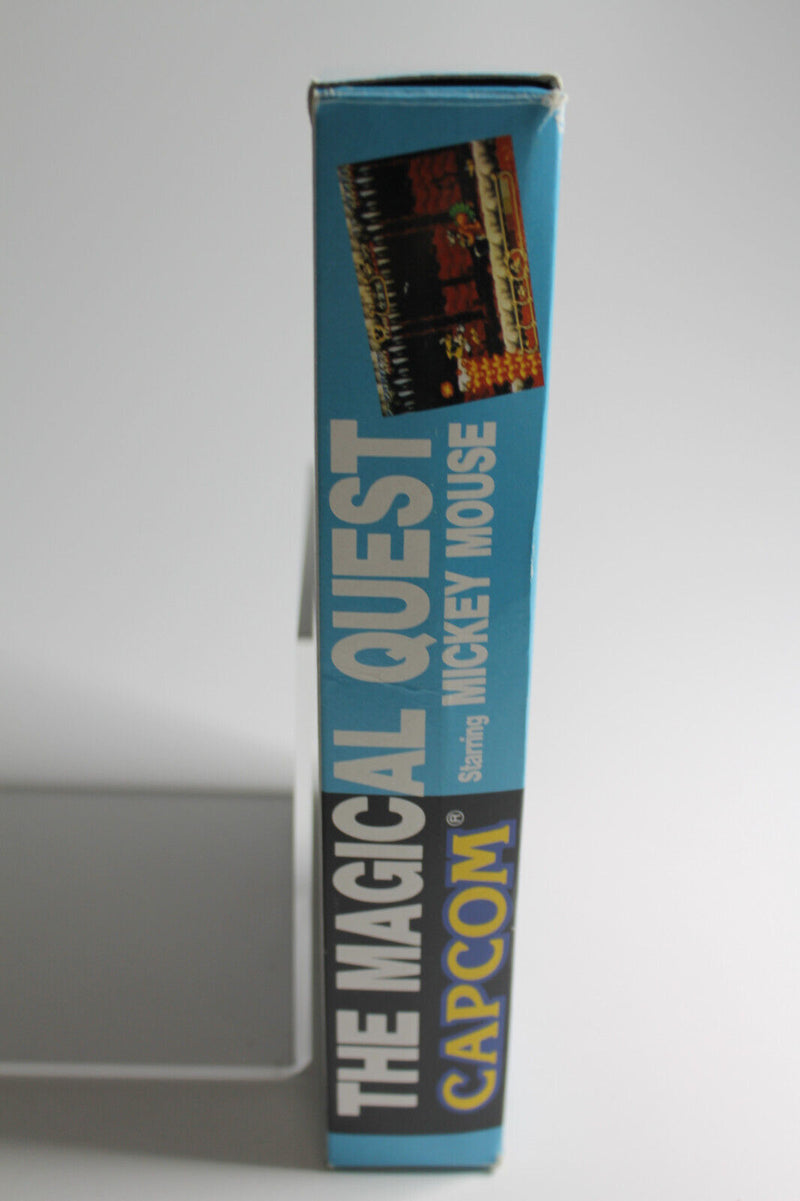 THE MAGICAL QUEST
Starring MICKEY MOUSE
CAPCOM®